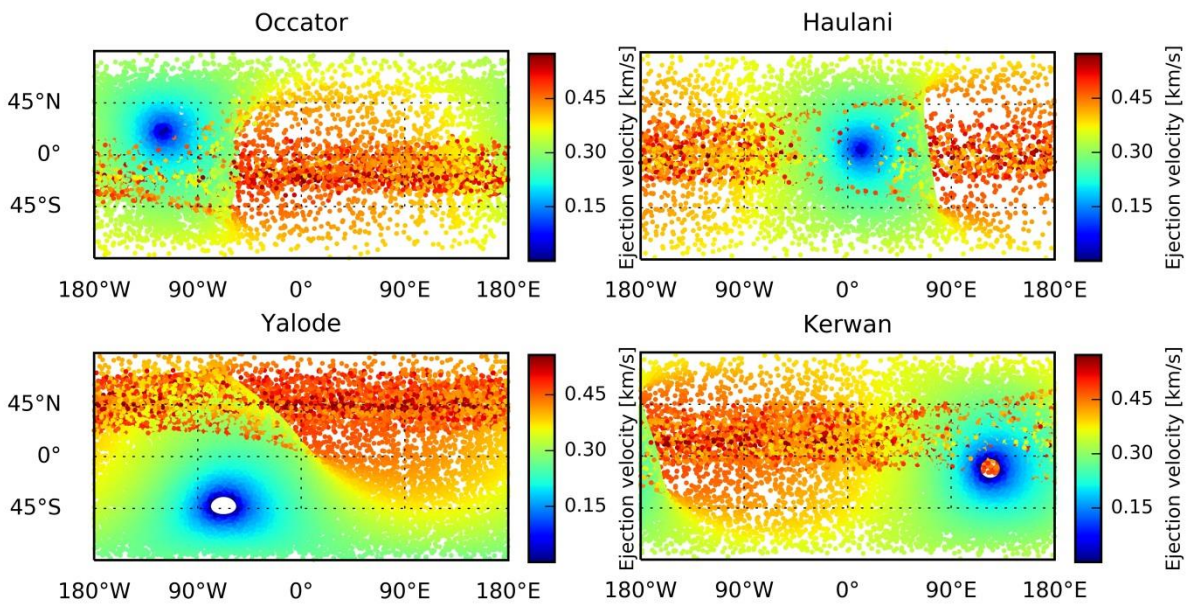 Occator
Haulani
45°N
0°
45°S
0.45
0.30
0.15
Ejection velocity [km/s]
0.45
0.30
0.15
Ejection velocity [km/s]
180°W 90°W 0° 90°E 180°E
180°W 90°W 0° 90°E 180°E
Yalode
Kerwan
45°N
0°
45°S
0.45
0.30
0.15
Ejection velocity [km/s]
0.45
0.30
0.15
Ejection velocity [km/s]
180°W 90°W 0° 90°E 180°E
180°W 90°W 0° 90°E 180°E